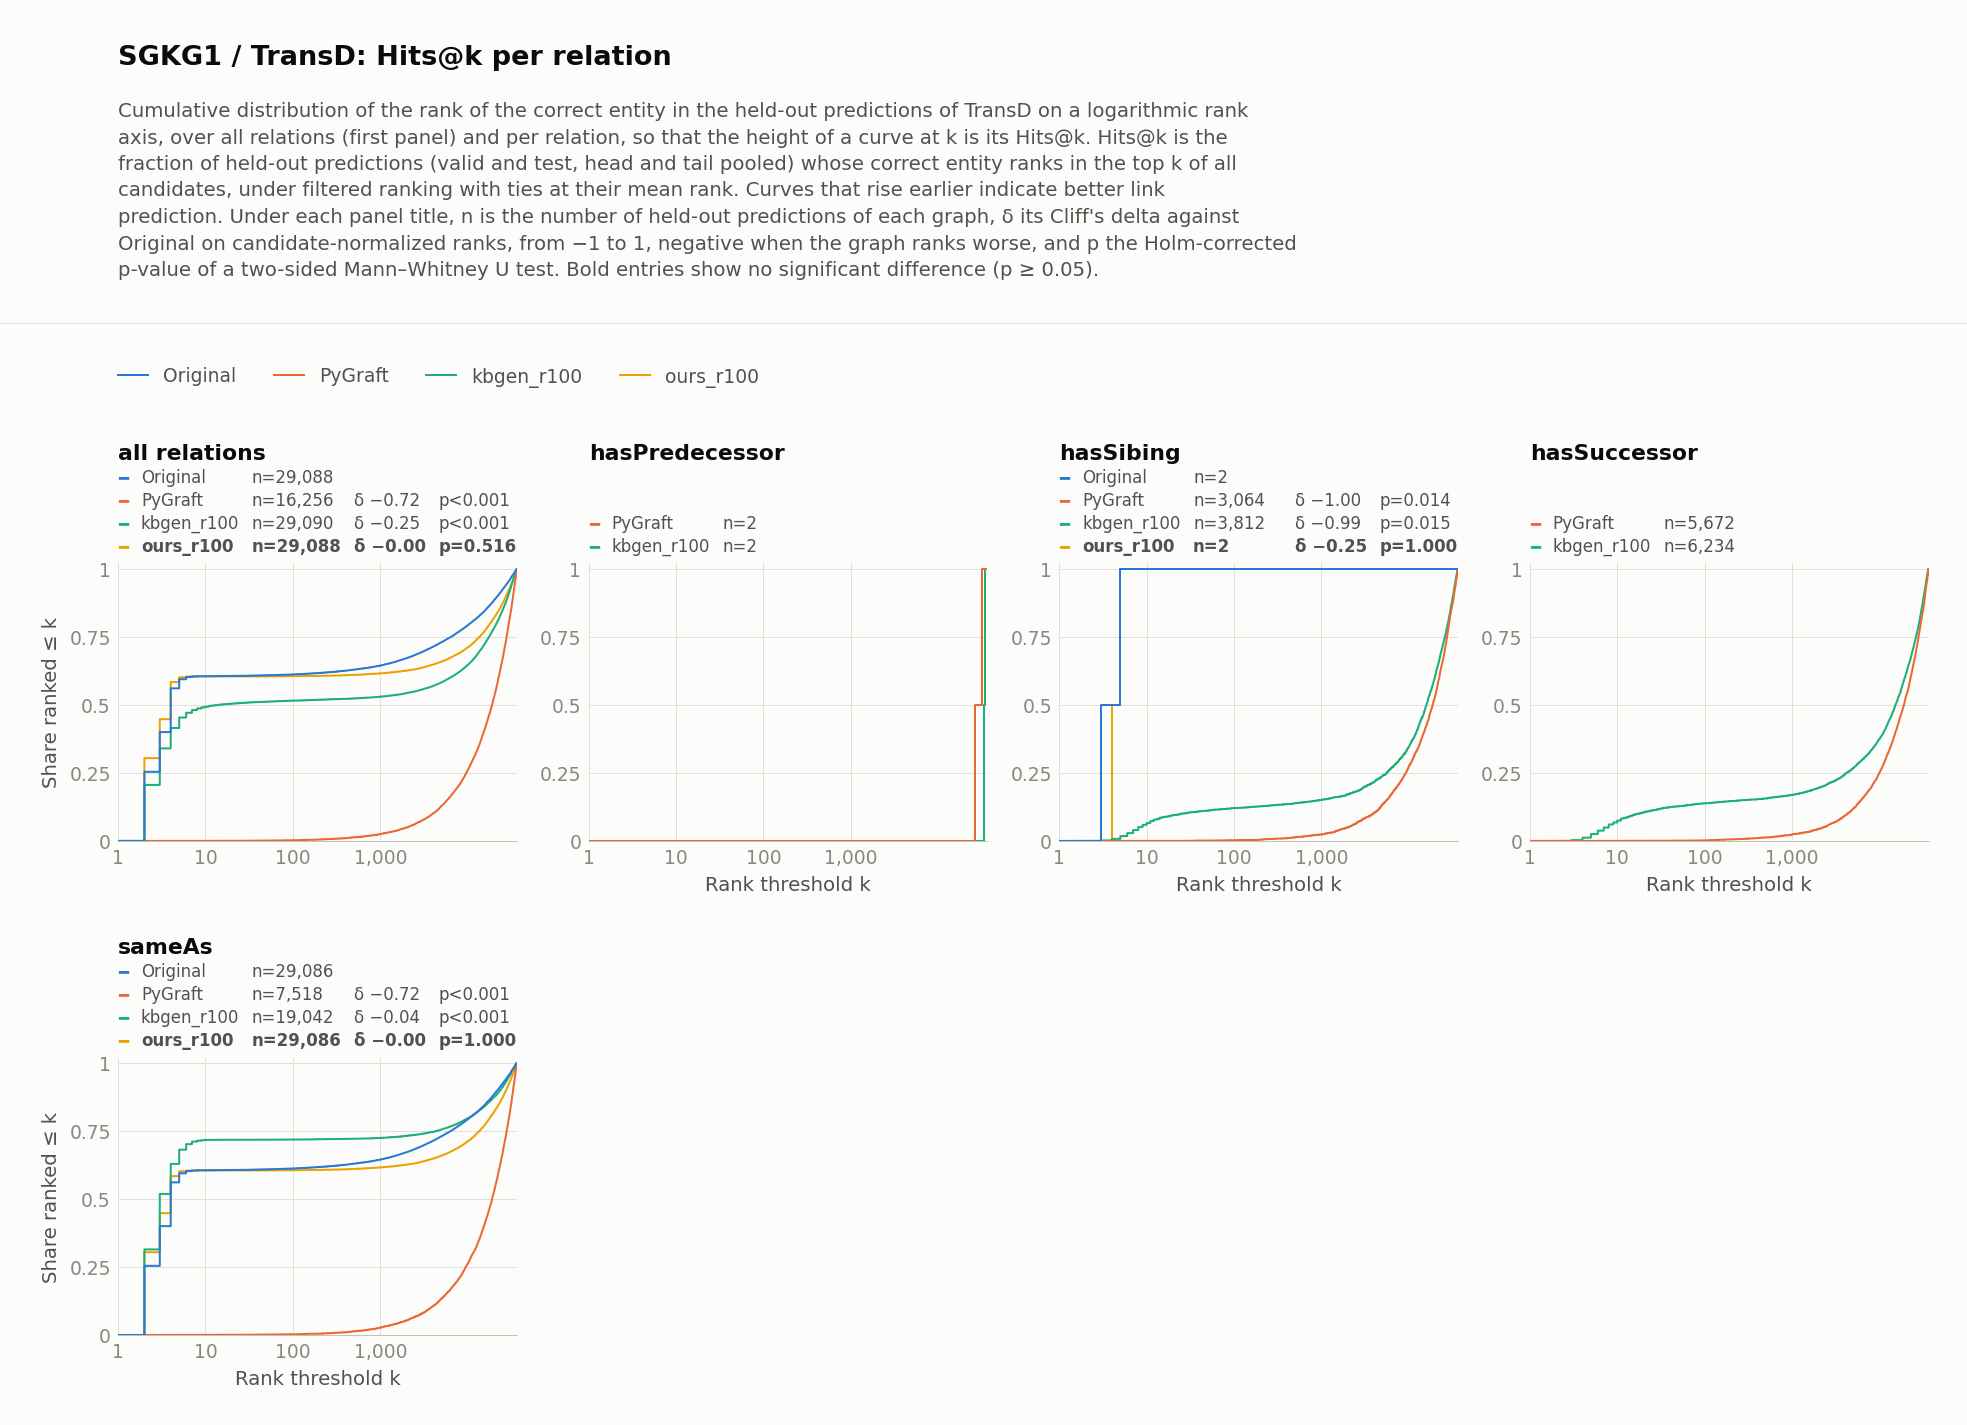 SGKG1 / TransD: Hits@k per relation
Cumulative distribution of the rank of the correct entity in the held-out predictions of TransD on a logarithmic rank
axis, over all relations (first panel) and per relation, so that the height of a curve at k is its Hits@k. Hits@k is the
fraction of held-out predictions (valid and test, head and tail pooled) whose correct entity ranks in the top k of all
candidates, under filtered ranking with ties at their mean rank. Curves that rise earlier indicate better link
prediction. Under each panel title, n is the number of held-out predictions of each graph, δ its Cliff's delta against
Original on candidate-normalized ranks, from −1 to 1, negative when the graph ranks worse, and p the Holm-corrected
p-value of a two-sided Mann–Whitney U test. Bold entries show no significant difference (p ≥ 0.05).
Original PyGraft kbgen_r100 ours_r100
all relations
Original n=29,088
PyGraft n=16,256 δ −0.72 p<0.001
kbgen_r100 n=29,090 δ −0.25 p<0.001
ours_r100 n=29,088 δ −0.00 p=0.516
1
0.75
0.5
0.25
0
Share ranked ≤ k
1 10 100 1,000
hasPredecessor
PyGraft n=2
kbgen_r100 n=2
1
0.75
0.5
0.25
0
1 10 100 1,000
Rank threshold k
hasSibing
Original n=2
PyGraft n=3,064 δ −1.00 p=0.014
kbgen_r100 n=3,812 δ −0.99 p=0.015
ours_r100 n=2 δ −0.25 p=1.000
1
0.75
0.5
0.25
0
1 10 100 1,000
Rank threshold k
hasSuccessor
PyGraft n=5,672
kbgen_r100 n=6,234
1
0.75
0.5
0.25
0
1 10 100 1,000
Rank threshold k
sameAs
Original n=29,086
PyGraft n=7,518 δ −0.72 p<0.001
kbgen_r100 n=19,042 δ −0.04 p<0.001
ours_r100 n=29,086 δ −0.00 p=1.000
1
0.75
0.5
0.25
0
Share ranked ≤ k
1 10 100 1,000
Rank threshold k